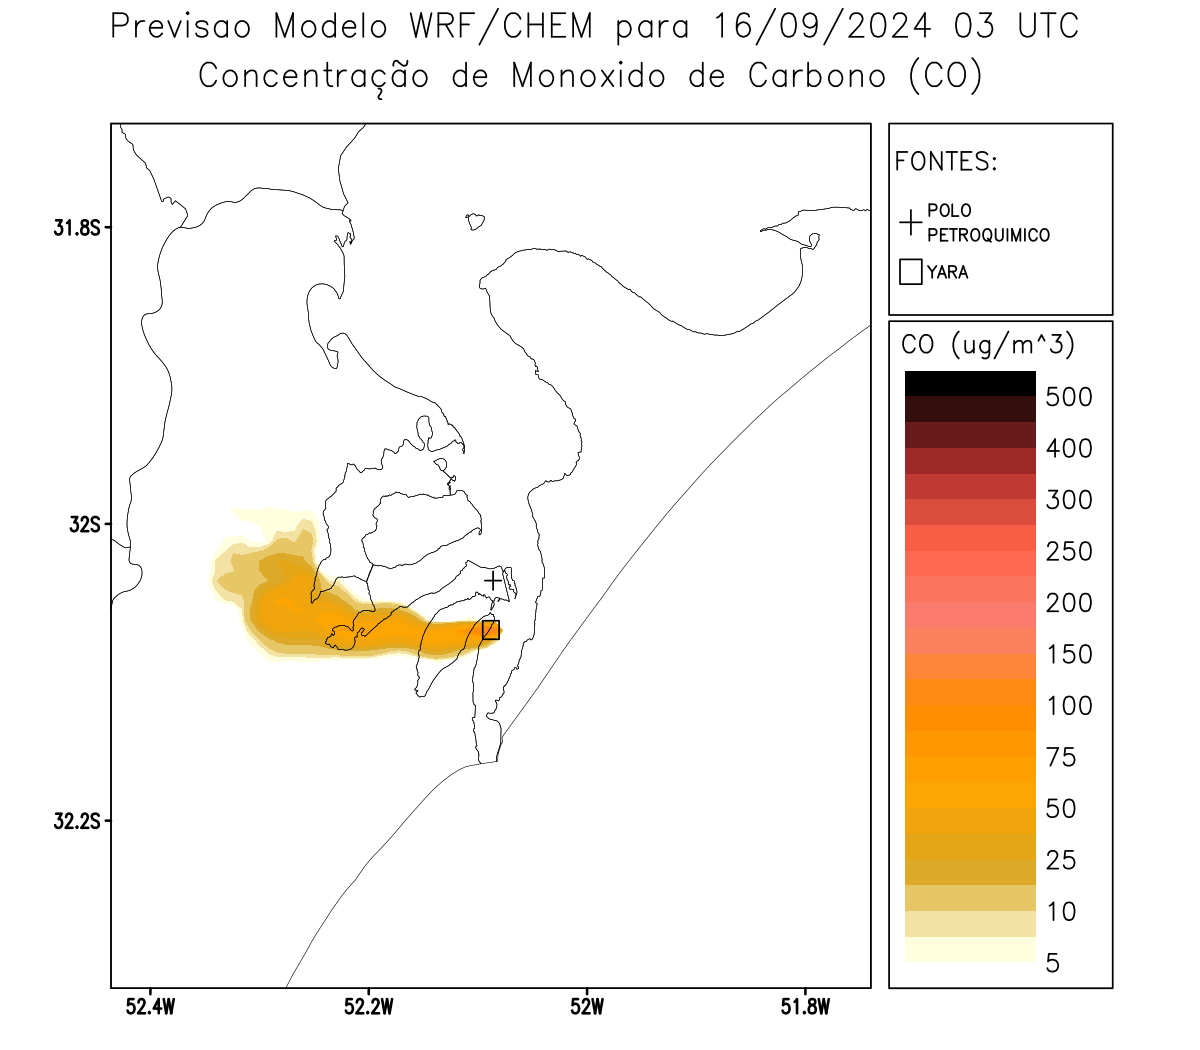 Previsao Modelo WRF/CHEM para 16/09/2024 03 UTC
Concentração de Monoxido de Carbono (CO)
FONTES:
POLO
PETROQUIMICO
YARA
CO (ug/m^3)
500
400
300
250
200
150
100
75
50
25
10
5
31.8S
32S
32.2S
52.4W
52.2W
52W
51.8W